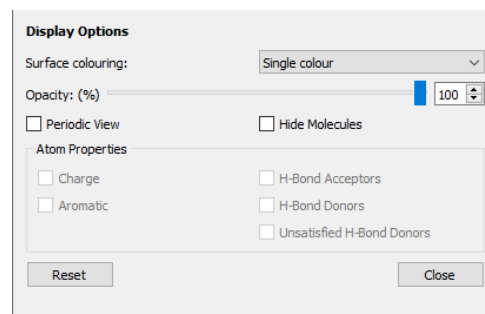 Display Options
Surface colouring: Single colour
Opacity: (%) 100
Periodic View Hide Molecules
Atom Properties
Charge H-Bond Acceptors
Aromatic H-Bond Donors
Unsatisfied H-Bond Donors
Reset Close